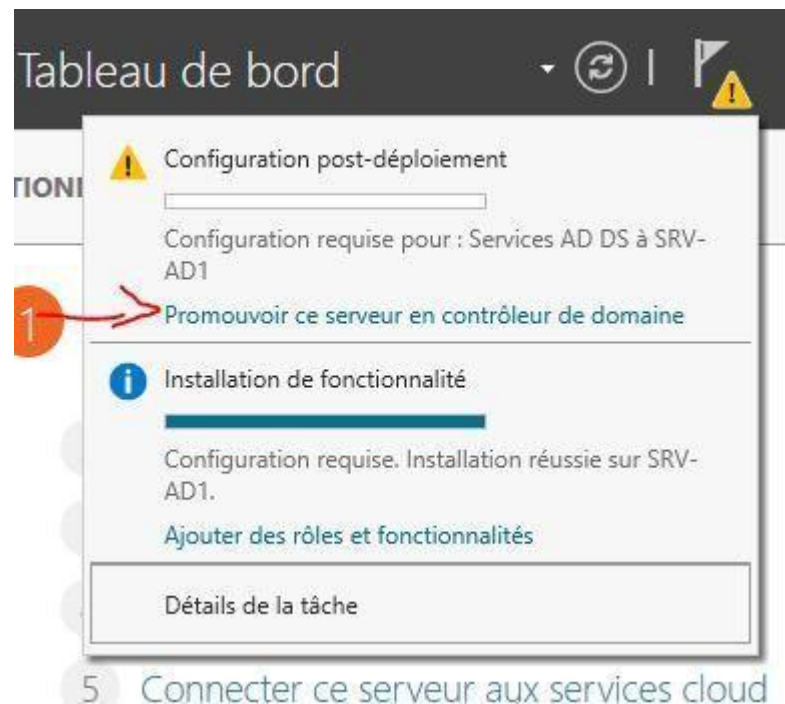 Tableau de bord
Configuration post-déploiement
Configuration requise pour : Services AD DS à SRV-
AD1
1
Promouvoir ce serveur en contrôleur de domaine
Installation de fonctionnalité
Configuration requise. Installation réussie sur SRV-
AD1.
Ajouter des rôles et fonctionnalités
Détails de la tâche
5 Connecter ce serveur aux services cloud